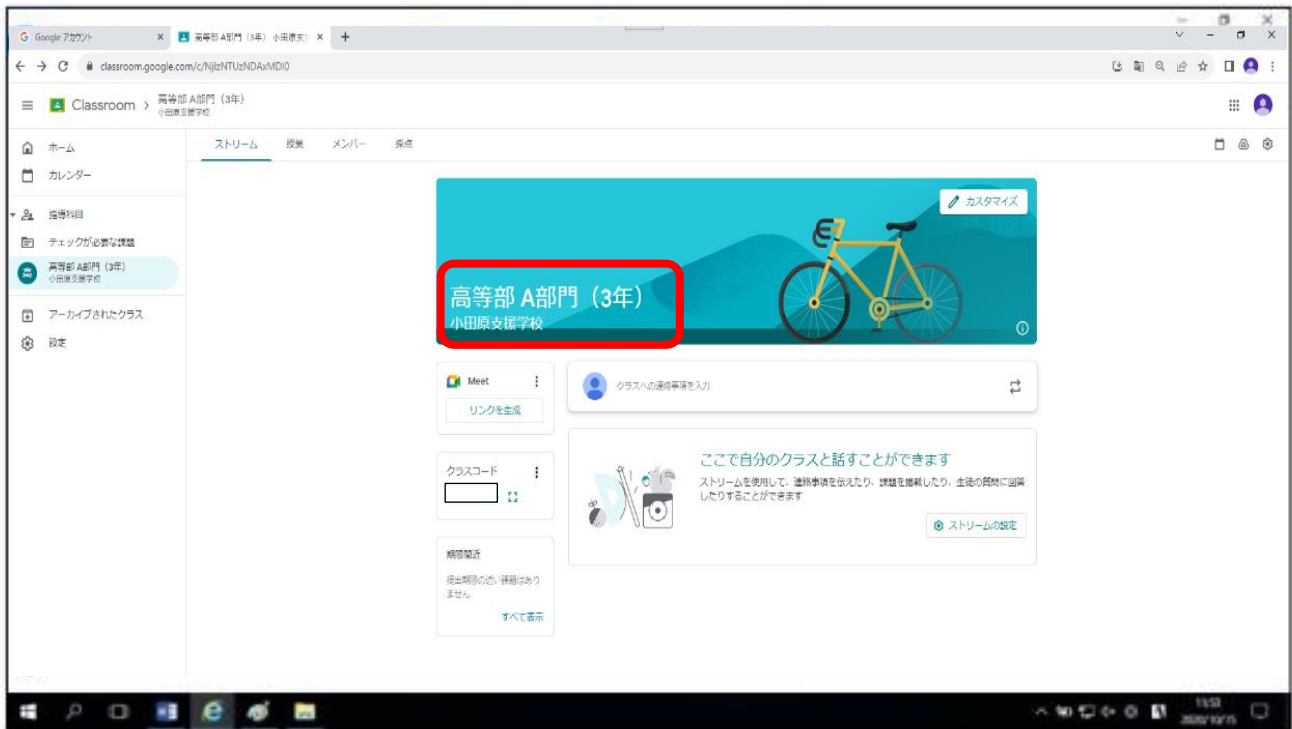 Google アカウント
高等部 A部門（3年） 小田原支
classroom.google.com/c/NjIzNTUzNDAxMDI0
Classroom > 高等部 A部門（3年）
小田原支援学校
ストリーム 授業 メンバー 採点
ホーム
カレンダー
指導科目
チェックが必要な課題
高等部 A部門（3年）
小田原支援学校
アーカイブされたクラス
設定
カスタマイズ
高等部 A部門（3年）
小田原支援学校
Meet
リンクを生成
クラスへの連絡事項を入力
クラスコード
ここで自分のクラスと話すことができます
ストリームを使用して、連絡事項を伝えたり、課題を掲載したり、生徒の質問に回答
したりすることができます
ストリームの設定
期限間近
提出期限の近い課題はあり
ません
すべて表示
11:53
2020/10/15